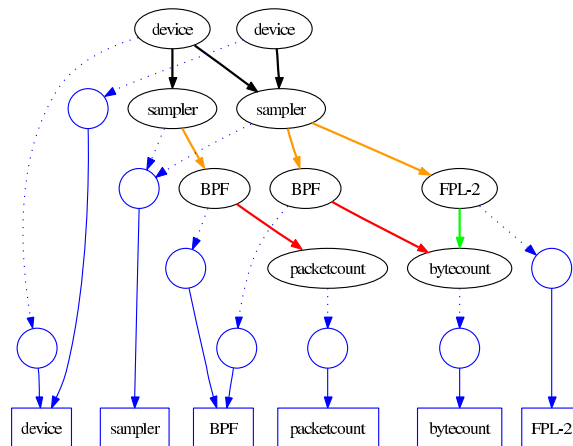 device
device
sampler
sampler
BPF
BPF
FPL-2
packetcount
bytecount
device
sampler
BPF
packetcount
bytecount
FPL-2